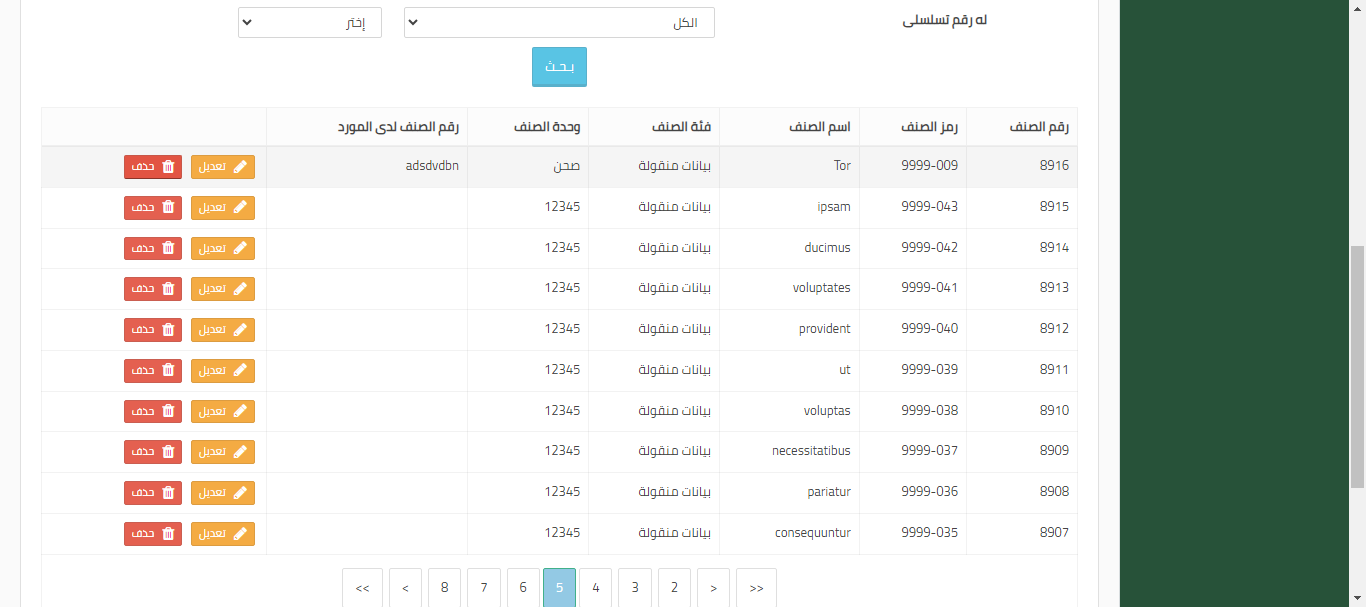 له رقم تسلسلى الكل إختر
بـحـث
رقم الصنف رمز الصنف اسم الصنف فئة الصنف وحدة الصنف رقم الصنف لدى المورد
8916 9999-009 Tor بيانات منقولة صحن adsdvdbn تعديل حذف
8915 9999-043 ipsam بيانات منقولة 12345 تعديل حذف
8914 9999-042 ducimus بيانات منقولة 12345 تعديل حذف
8913 9999-041 voluptates بيانات منقولة 12345 تعديل حذف
8912 9999-040 provident بيانات منقولة 12345 تعديل حذف
8911 9999-039 ut بيانات منقولة 12345 تعديل حذف
8910 9999-038 voluptas بيانات منقولة 12345 تعديل حذف
8909 9999-037 necessitatibus بيانات منقولة 12345 تعديل حذف
8908 9999-036 pariatur بيانات منقولة 12345 تعديل حذف
8907 9999-035 consequuntur بيانات منقولة 12345 تعديل حذف
<< < 2 3 4 5 6 7 8 > >>